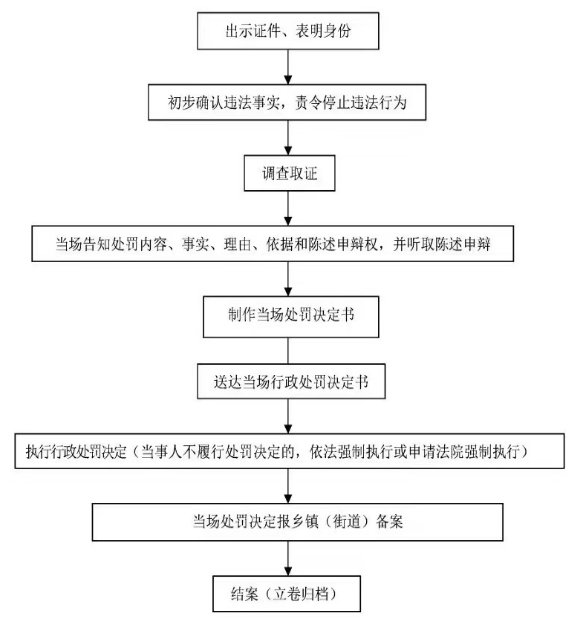 出示证件、表明身份
初步确认违法事实，责令停止违法行为
调查取证
当场告知处罚内容、事实、理由、依据和陈述申辩权，并听取陈述申辩
制作当场处罚决定书
送达当场行政处罚决定书
执行行政处罚决定（当事人不履行处罚决定的，依法强制执行或申请法院强制执行）
当场处罚决定报乡镇（街道）备案
结案（立卷归档）